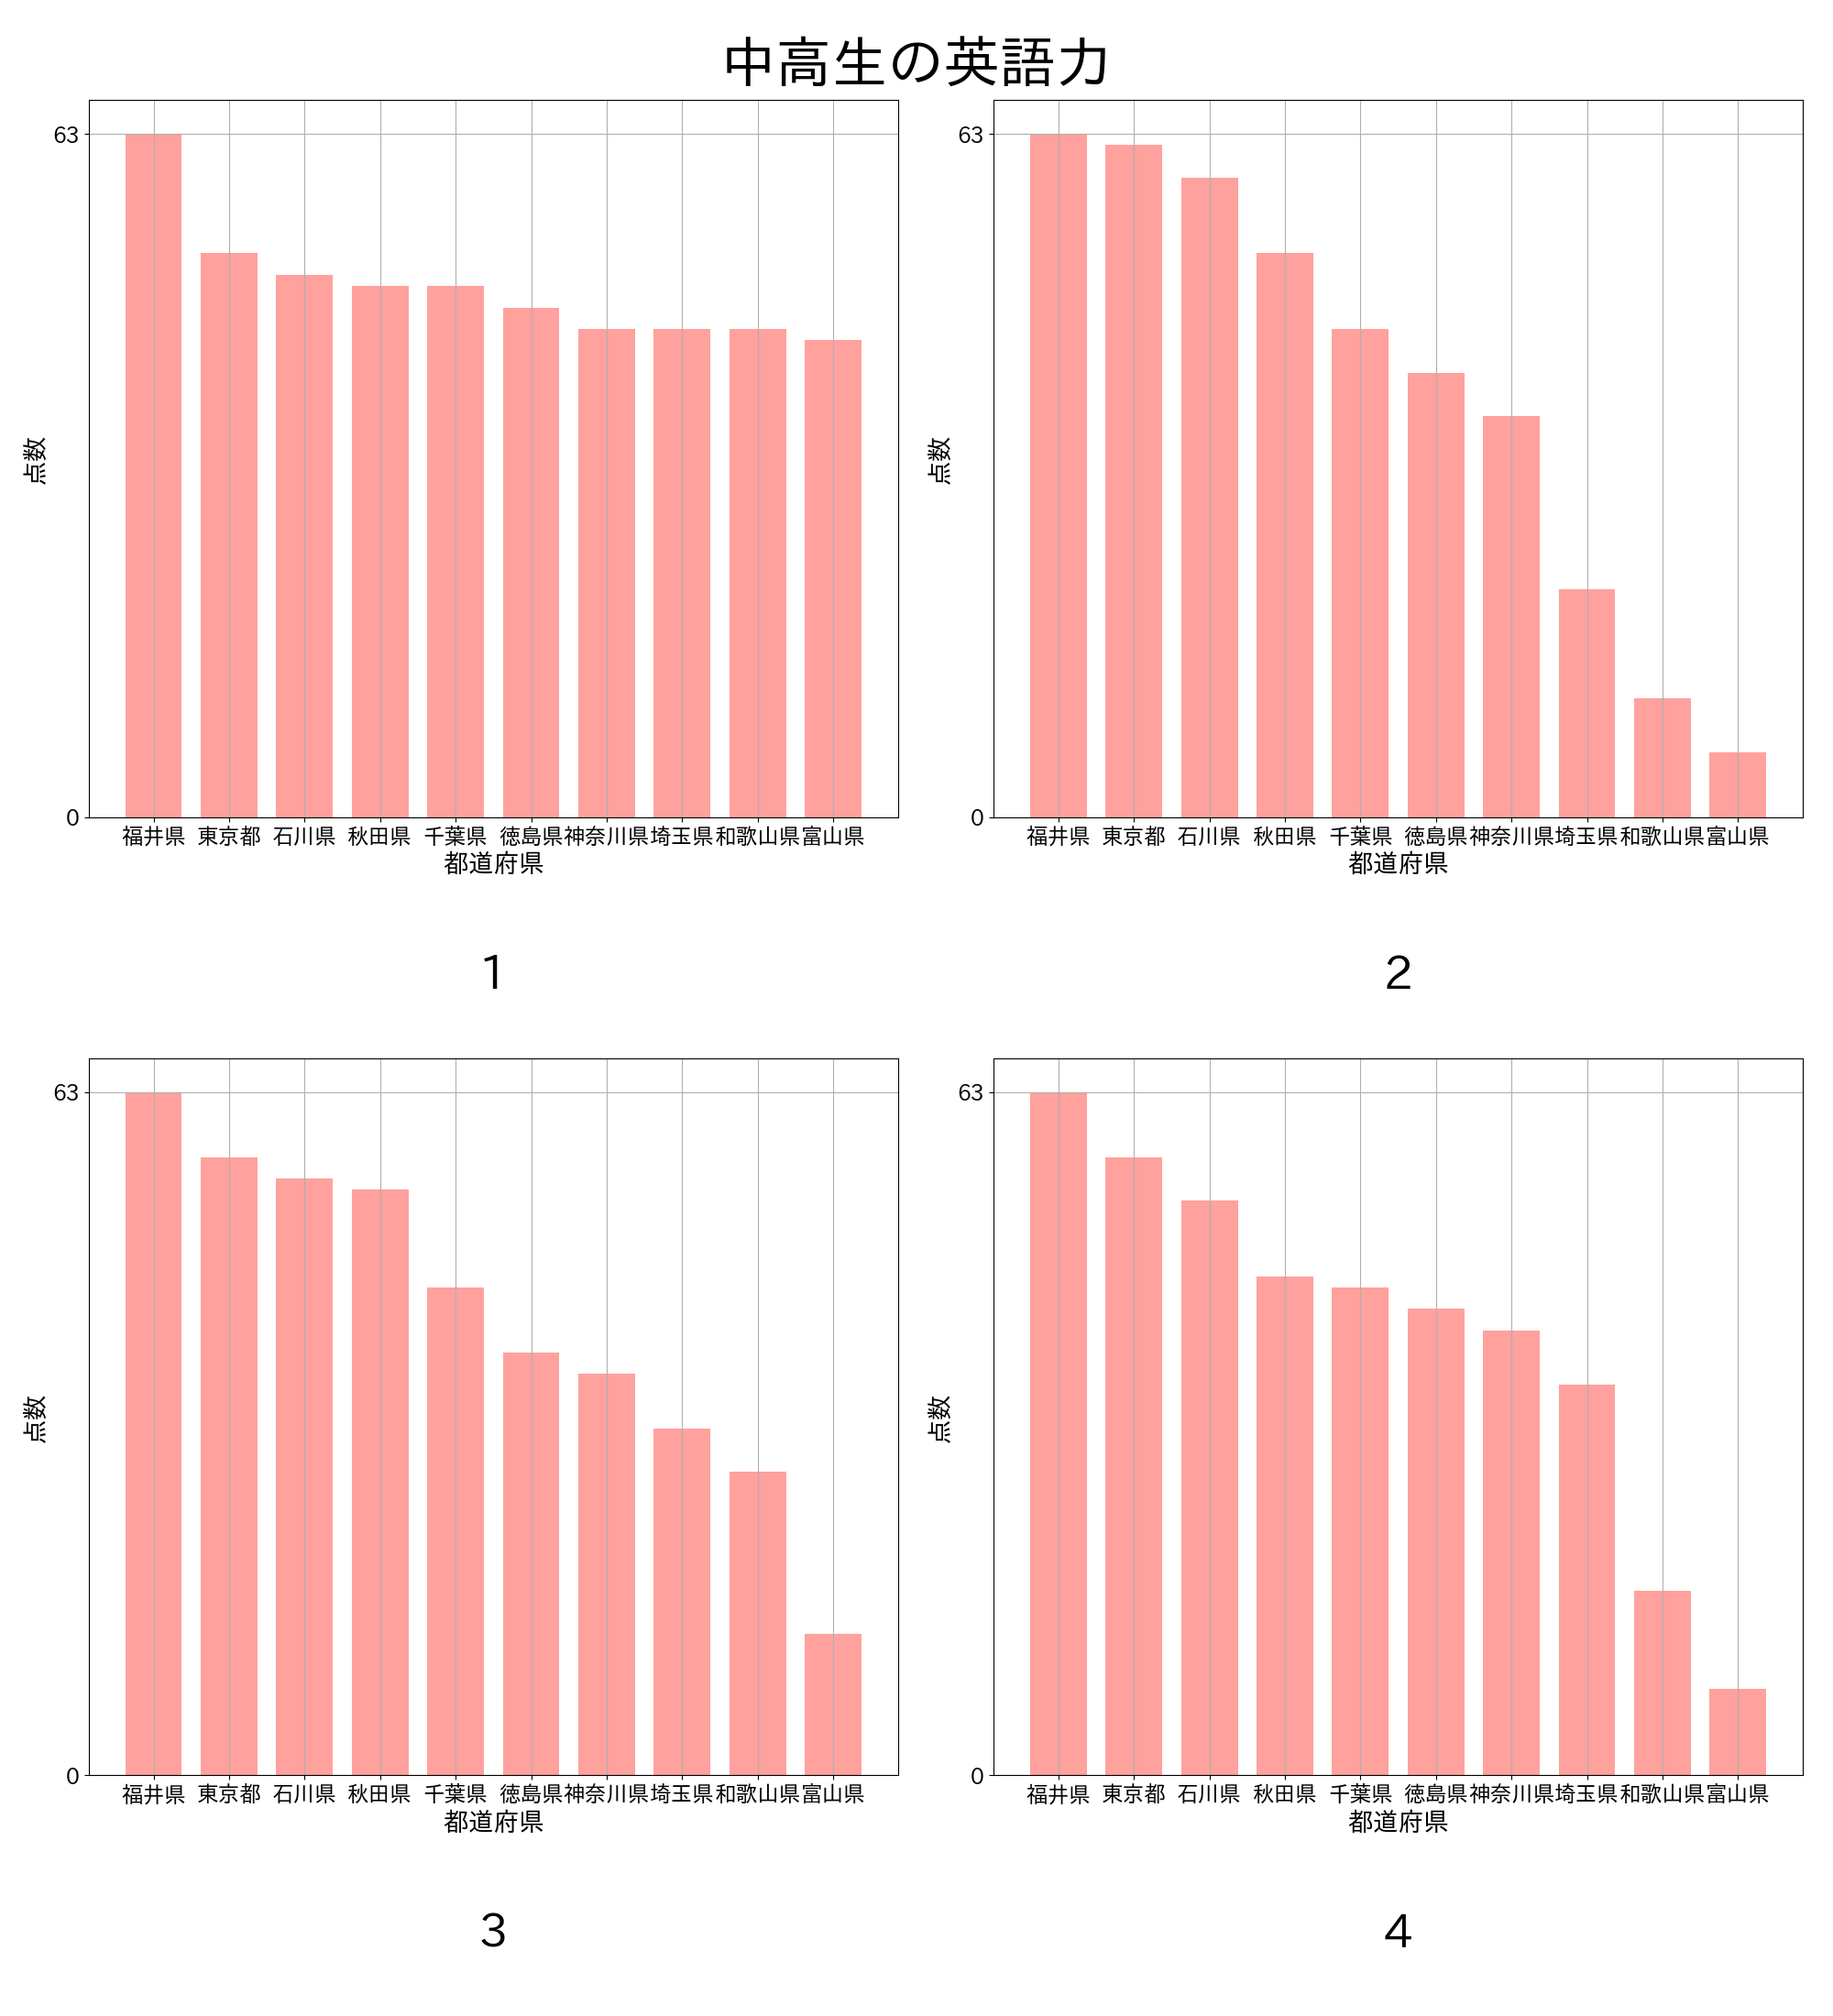 中高生の英語力
63
点数
0
福井県 東京都 石川県 秋田県 千葉県 徳島県 神奈川県 埼玉県 和歌山県 富山県
都道府県
1
63
点数
0
福井県 東京都 石川県 秋田県 千葉県 徳島県 神奈川県 埼玉県 和歌山県 富山県
都道府県
2
63
点数
0
福井県 東京都 石川県 秋田県 千葉県 徳島県 神奈川県 埼玉県 和歌山県 富山県
都道府県
3
63
点数
0
福井県 東京都 石川県 秋田県 千葉県 徳島県 神奈川県 埼玉県 和歌山県 富山県
都道府県
4